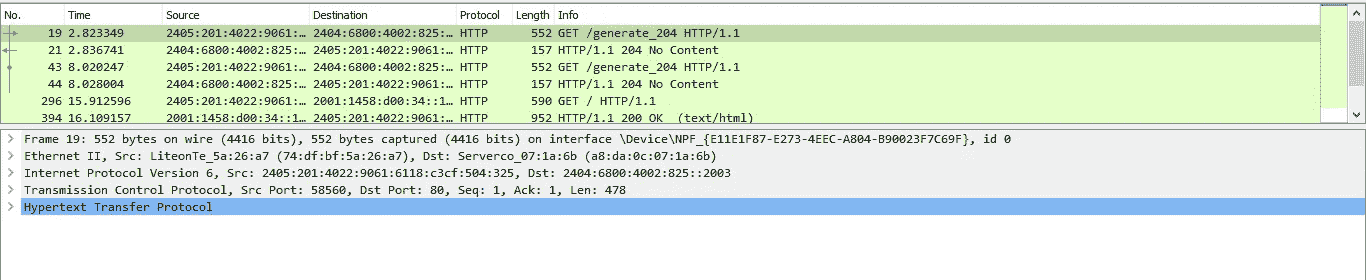 No. Time Source Destination Protocol Length Info
19 2.823349 2405:201:4022:9061:… 2404:6800:4002:825:… HTTP 552 GET /generate_204 HTTP/1.1
21 2.836741 2404:6800:4002:825:… 2405:201:4022:9061:… HTTP 157 HTTP/1.1 204 No Content
43 8.020247 2405:201:4022:9061:… 2404:6800:4002:825:… HTTP 552 GET /generate_204 HTTP/1.1
44 8.028004 2404:6800:4002:825:… 2405:201:4022:9061:… HTTP 157 HTTP/1.1 204 No Content
296 15.912596 2405:201:4022:9061:… 2001:1458:d00:34::1… HTTP 590 GET / HTTP/1.1
394 16.109157 2001:1458:d00:34::1… 2405:201:4022:9061:… HTTP 952 HTTP/1.1 200 OK (text/html)
Frame 19: 552 bytes on wire (4416 bits), 552 bytes captured (4416 bits) on interface \Device\NPF_{E11E1F87-E273-4EEC-A804-B90023F7C69F}, id 0
Ethernet II, Src: LiteonTe_5a:26:a7 (74:df:bf:5a:26:a7), Dst: Serverco_07:1a:6b (a8:da:0c:07:1a:6b)
Internet Protocol Version 6, Src: 2405:201:4022:9061:6118:c3cf:504:325, Dst: 2404:6800:4002:825::2003
Transmission Control Protocol, Src Port: 58560, Dst Port: 80, Seq: 1, Ack: 1, Len: 478
Hypertext Transfer Protocol